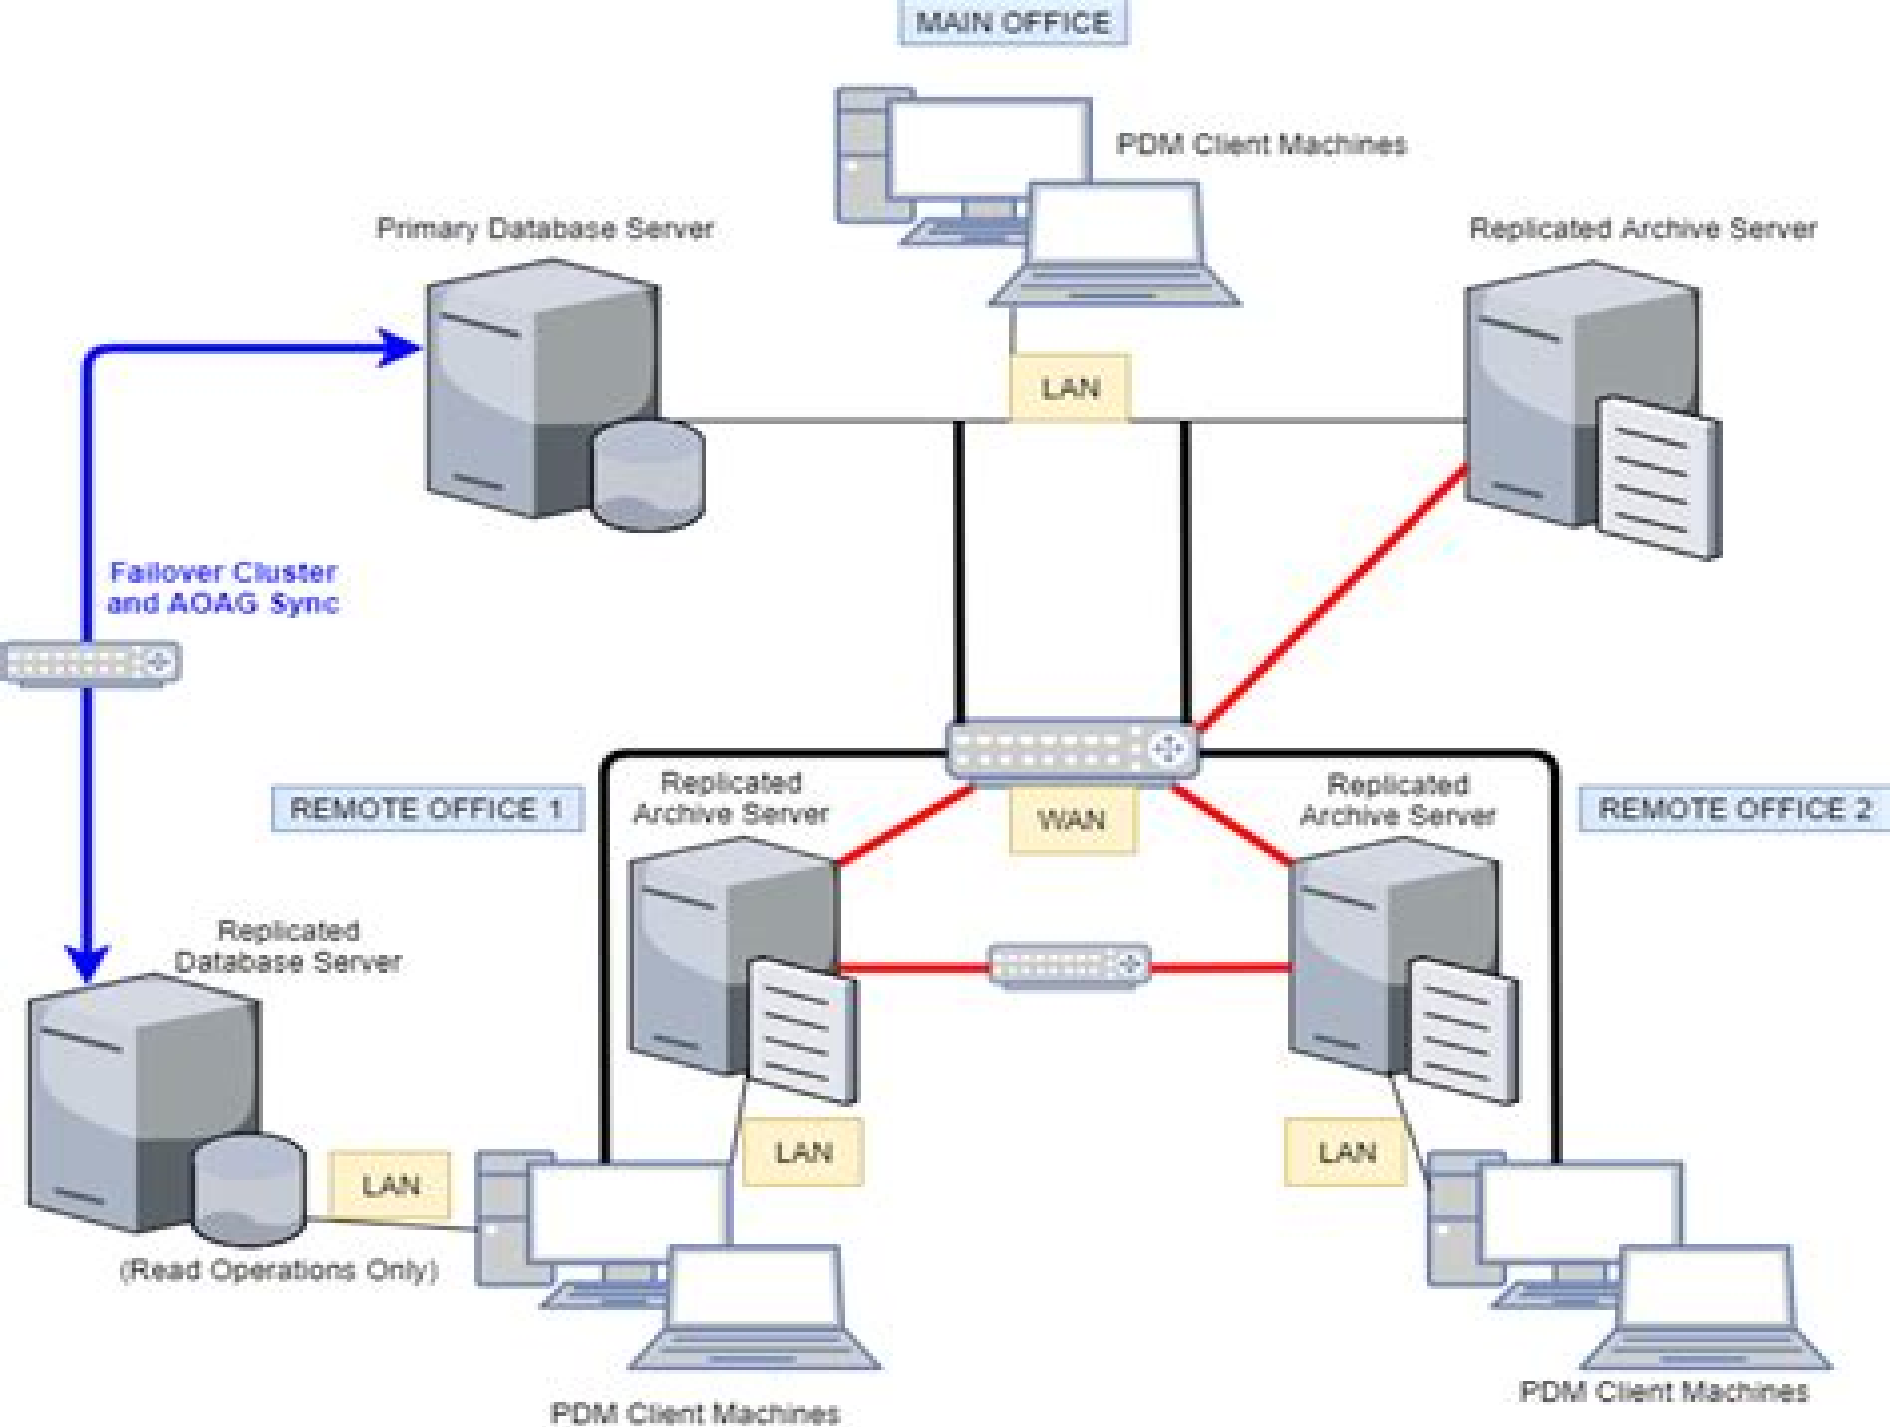 MAIN OFFICE
PDM Client Machines
Primary Database Server
Replicated Archive Server
LAN
Failover Cluster
and AOAG Sync
REMOTE OFFICE 1
Replicated
Archive Server
WAN
Replicated
Archive Server
REMOTE OFFICE 2
Replicated
Database Server
LAN
LAN
LAN
(Read Operations Only)
PDM Client Machines
PDM Client Machines